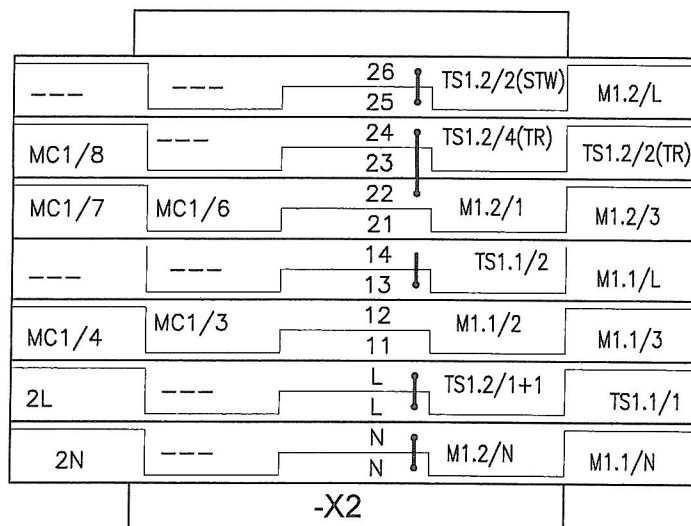 26
--- --- TS1.2/2(STW) M1.2/L
25
24
MC1/8 --- TS1.2/4(TR) TS1.2/2(TR)
23
22
MC1/7 MC1/6 M1.2/1 M1.2/3
21
14
--- --- TS1.1/2 M1.1/L
13
12
MC1/4 MC1/3 M1.1/2 M1.1/3
11
L
2L --- TS1.2/1+1 TS1.1/1
L
N
2N --- M1.2/N M1.1/N
N
-X2